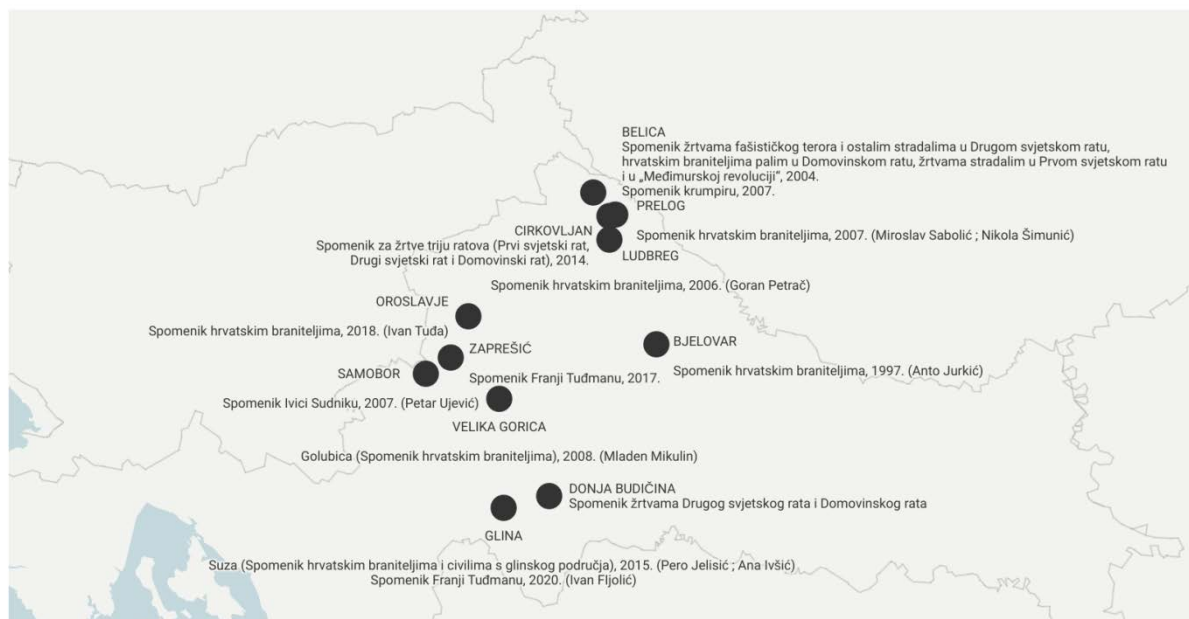 BELICA
Spomenik žrtvama fašističkog terora i ostalim stradalima u Drugom svjetskom ratu,
hrvatskim braniteljima palim u Domovinskom ratu, žrtvama stradalim u Prvom svjetskom ratu
i u „Međimurskoj revoluciji“, 2004.
Spomenik krumpiru, 2007.
PRELOG
Spomenik hrvatskim braniteljima, 2007. (Miroslav Sabolić ; Nikola Šimunić)
CIRKOVLJAN
Spomenik za žrtve triju ratova (Prvi svjetski rat,
Drugi svjetski rat i Domovinski rat), 2014.
LUDBREG
Spomenik hrvatskim braniteljima, 2006. (Goran Petrač)
OROSLAVJE
Spomenik hrvatskim braniteljima, 2018. (Ivan Tuđa)
ZAPREŠIĆ
Spomenik Franji Tuđmanu, 2017.
BJELOVAR
Spomenik hrvatskim braniteljima, 1997. (Anto Jurkić)
SAMOBOR
Spomenik Ivici Sudniku, 2007. (Petar Ujević)
VELIKA GORICA
Golubica (Spomenik hrvatskim braniteljima), 2008. (Mladen Mikulin)
DONJA BUDIČINA
Spomenik žrtvama Drugog svjetskog rata i Domovinskog rata
GLINA
Suza (Spomenik hrvatskim braniteljima i civilima s glinskog područja), 2015. (Pero Jelisić ; Ana Ivšić)
Spomenik Franji Tuđmanu, 2020. (Ivan FIjolić)